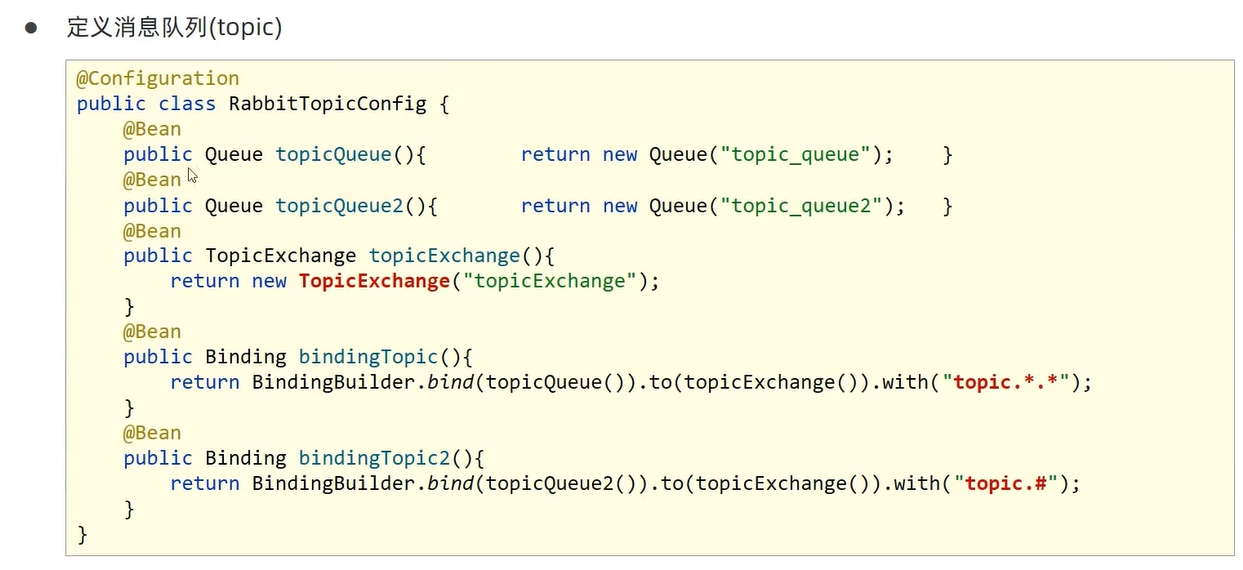 ● 定义消息队列(topic)
@Configuration
public class RabbitTopicConfig {
    @Bean
    public Queue topicQueue(){        return new Queue("topic_queue");    }
    @Bean
    public Queue topicQueue2(){       return new Queue("topic_queue2");   }
    @Bean
    public TopicExchange topicExchange(){
        return new TopicExchange("topicExchange");
    }
    @Bean
    public Binding bindingTopic(){
        return BindingBuilder.bind(topicQueue()).to(topicExchange()).with("topic.*.*");
    }
    @Bean
    public Binding bindingTopic2(){
        return BindingBuilder.bind(topicQueue2()).to(topicExchange()).with("topic.#");
    }
}